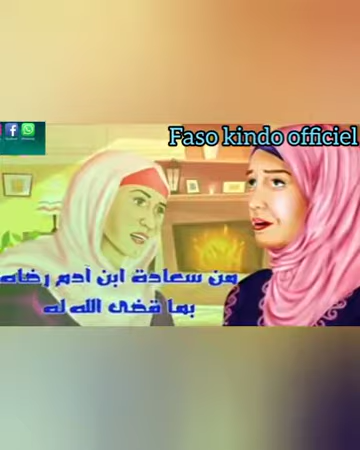 Faso kindo officiel
من سعادة ابن آدم رضاه
بما قضى الله له